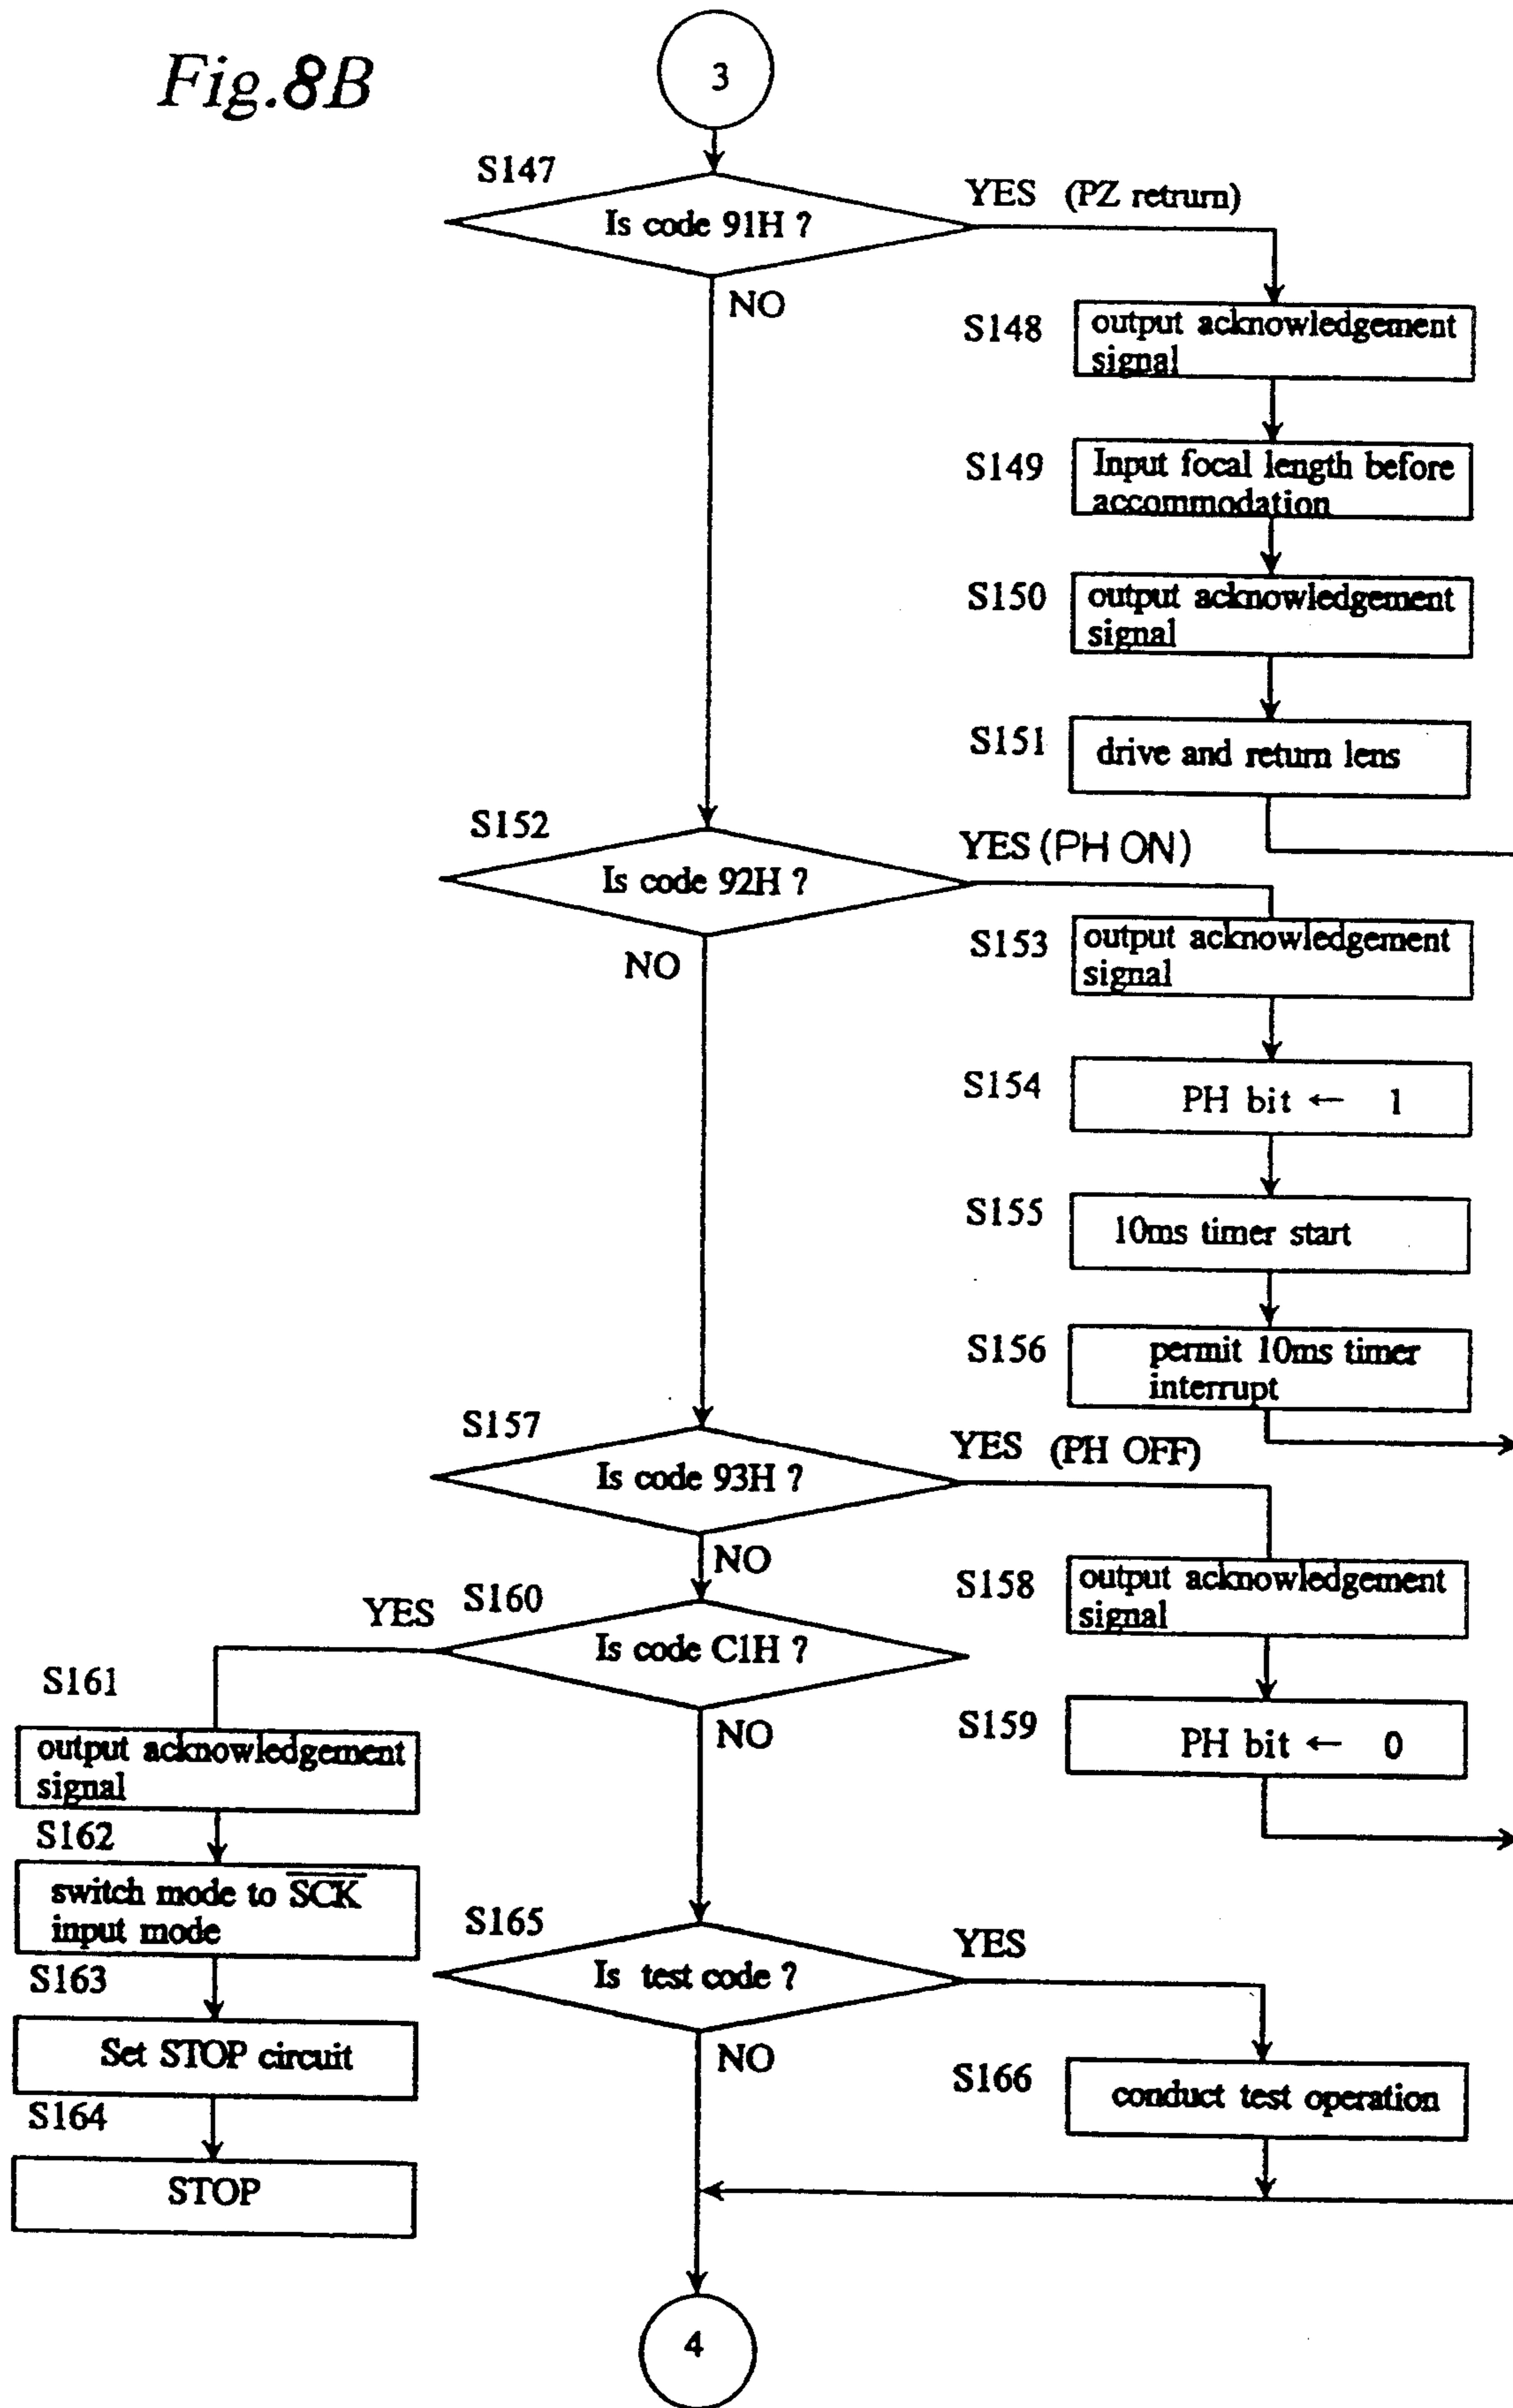 Fig.8B
3
S147
Is code 91H ?
YES (PZ retrurn)
NO
S148
output acknowledgement
signal
S149
Input focal length before
accommodation
S150
output acknowledgement
signal
S151
drive and return lens
S152
Is code 92H ?
YES (PH ON)
NO
S153
output acknowledgement
signal
S154
PH bit ← 1
S155
10ms timer start
S156
permit 10ms timer
interrupt
S157
Is code 93H ?
YES (PH OFF)
NO
S158
output acknowledgement
signal
S159
PH bit ← 0
S160
YES
Is code C1H ?
NO
S161
output acknowledgement
signal
S162
switch mode to S̅C̅K̅
input mode
S163
Set STOP circuit
S164
STOP
S165
Is test code ?
YES
NO
S166
conduct test operation
4